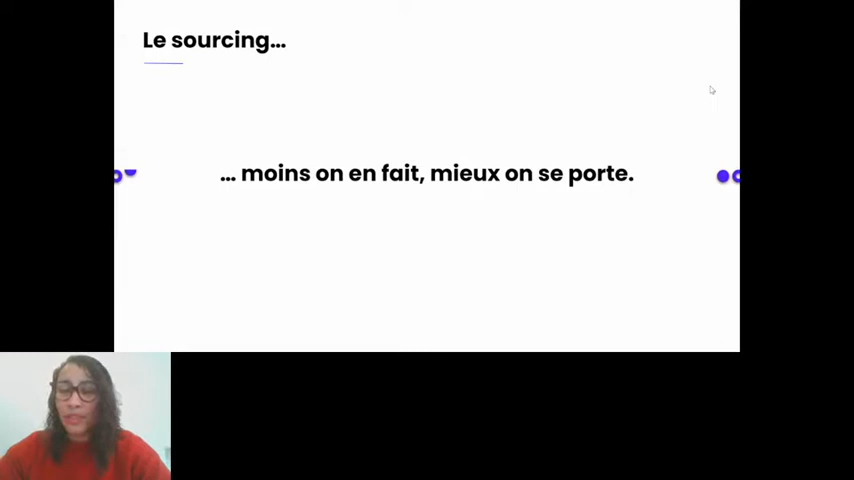 Le sourcing...
... moins on en fait, mieux on se porte.